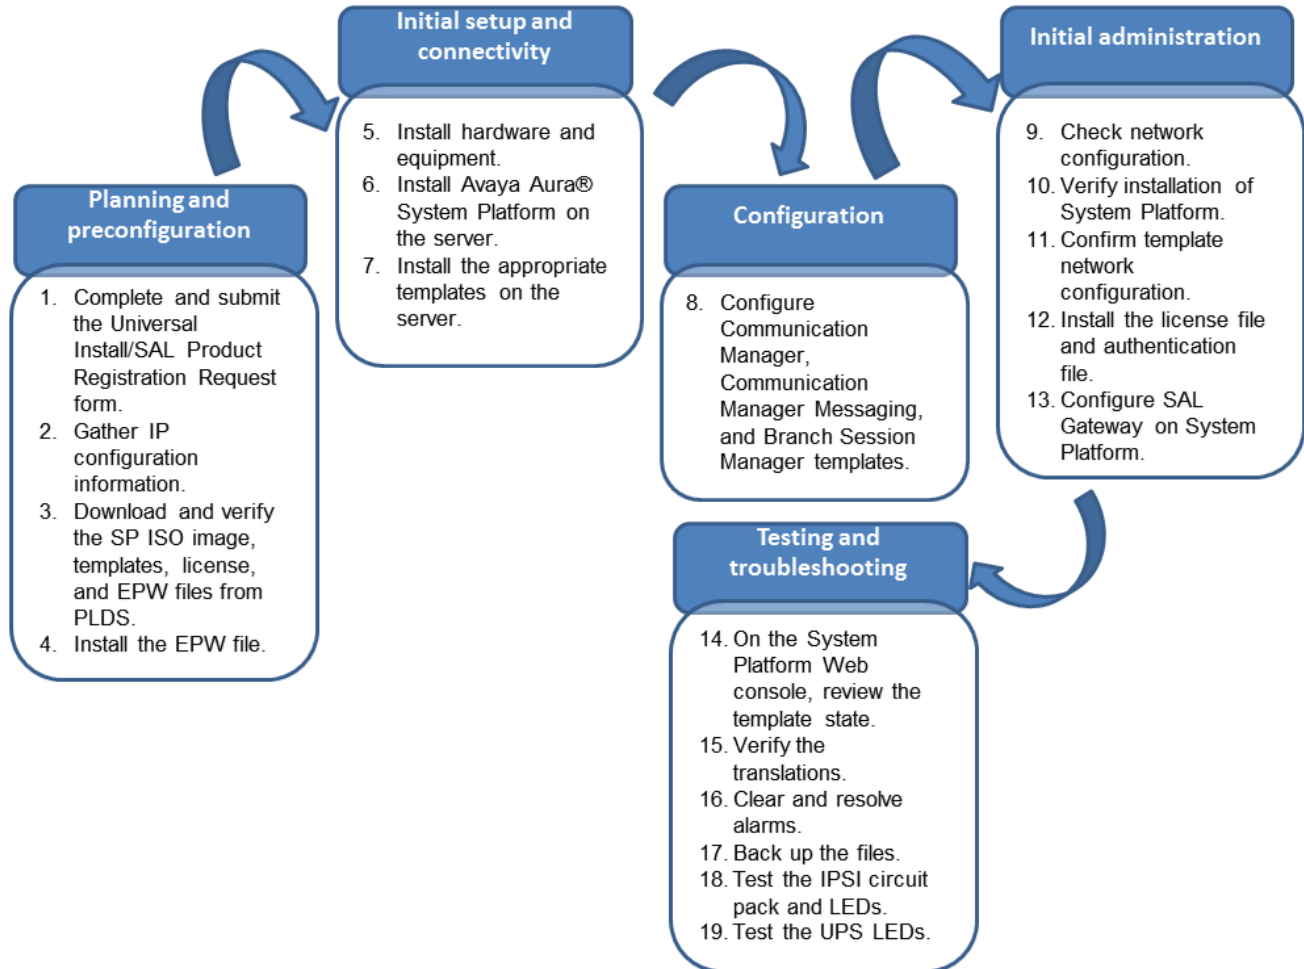 Planning and
preconfiguration
1. Complete and submit
the Universal
Install/SAL Product
Registration Request
form.
2. Gather IP
configuration
information.
3. Download and verify
the SP ISO image,
templates, license,
and EPW files from
PLDS.
4. Install the EPW file.
Initial setup and
connectivity
5. Install hardware and
equipment.
6. Install Avaya Aura®
System Platform on
the server.
7. Install the appropriate
templates on the
server.
Configuration
8. Configure
Communication
Manager,
Communication
Manager Messaging,
and Branch Session
Manager templates.
Initial administration
9. Check network
configuration.
10. Verify installation of
System Platform.
11. Confirm template
network
configuration.
12. Install the license file
and authentication
file.
13. Configure SAL
Gateway on System
Platform.
Testing and
troubleshooting
14. On the System
Platform Web
console, review the
template state.
15. Verify the
translations.
16. Clear and resolve
alarms.
17. Back up the files.
18. Test the IPSI circuit
pack and LEDs.
19. Test the UPS LEDs.